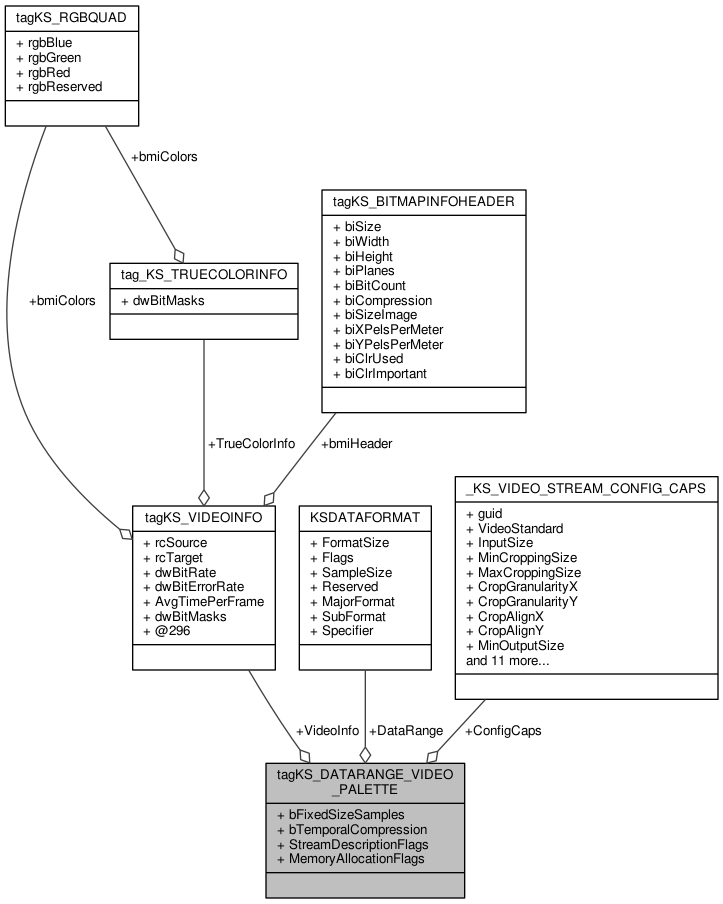 tagKS_RGBQUAD
+ rgbBlue
+ rgbGreen
+ rgbRed
+ rgbReserved
+bmiColors
tagKS_BITMAPINFOHEADER
+ biSize
+ biWidth
+ biHeight
+ biPlanes
+ biBitCount
+ biCompression
+ biSizeImage
+ biXPelsPerMeter
+ biYPelsPerMeter
+ biClrUsed
+ biClrImportant
tag_KS_TRUECOLORINFO
+ dwBitMasks
+bmiColors
+TrueColorInfo
+bmiHeader
tagKS_VIDEOINFO
+ rcSource
+ rcTarget
+ dwBitRate
+ dwBitErrorRate
+ AvgTimePerFrame
+ dwBitMasks
+ @296
KSDATAFORMAT
+ FormatSize
+ Flags
+ SampleSize
+ Reserved
+ MajorFormat
+ SubFormat
+ Specifier
_KS_VIDEO_STREAM_CONFIG_CAPS
+ guid
+ VideoStandard
+ InputSize
+ MinCroppingSize
+ MaxCroppingSize
+ CropGranularityX
+ CropGranularityY
+ CropAlignX
+ CropAlignY
+ MinOutputSize
and 11 more...
+VideoInfo
+DataRange
+ConfigCaps
tagKS_DATARANGE_VIDEO
_PALETTE
+ bFixedSizeSamples
+ bTemporalCompression
+ StreamDescriptionFlags
+ MemoryAllocationFlags